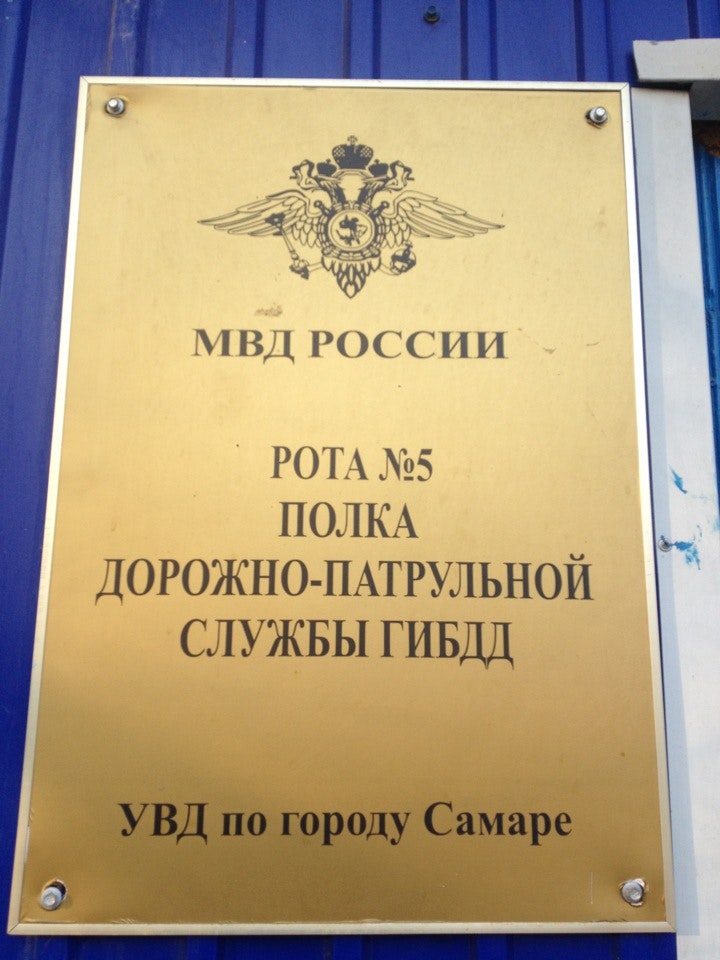 МВД РОССИИ
РОТА №5
ПОЛКА
ДОРОЖНО-ПАТРУЛЬНОЙ
СЛУЖБЫ ГИБДД
УВД по городу Самаре